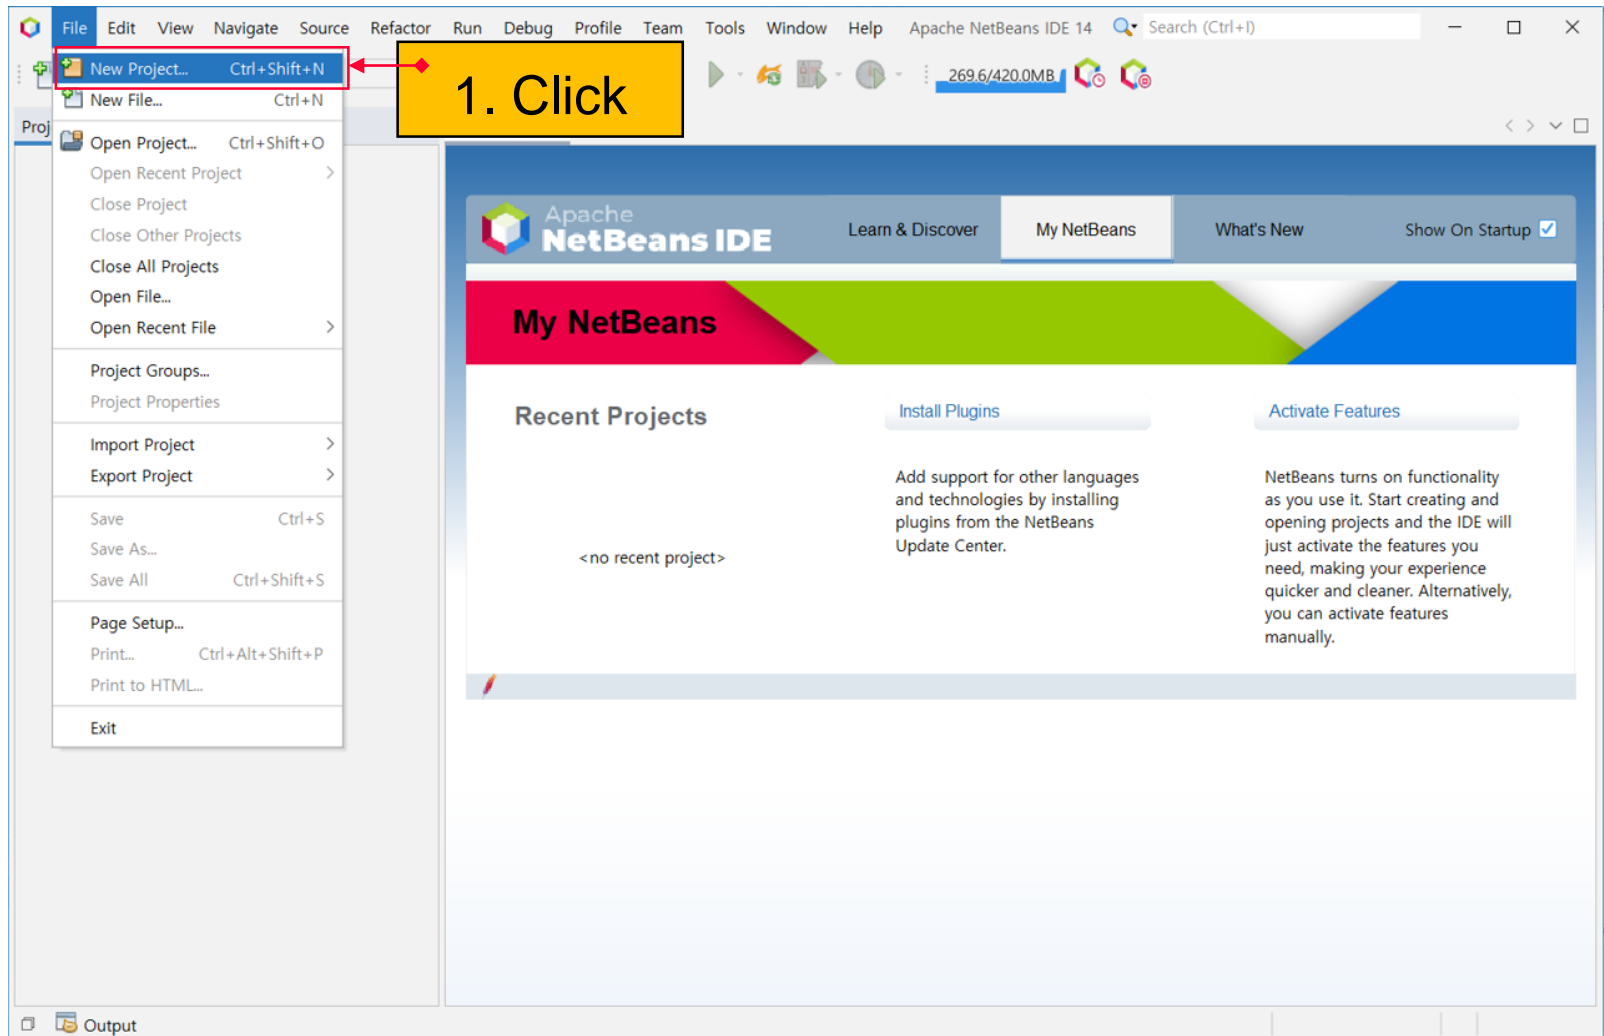 File Edit View Navigate Source Refactor Run Debug Profile Team Tools Window Help Apache NetBeans IDE 14 Search (Ctrl+I)
New Project... Ctrl+Shift+N
1. Click
269.6/420.0MB
New File... Ctrl+N
Proj
Open Project... Ctrl+Shift+O
Open Recent Project
Close Project
Close Other Projects
Close All Projects
Open File...
Open Recent File
Project Groups...
Project Properties
Import Project
Export Project
Save Ctrl+S
Save As...
Save All Ctrl+Shift+S
Page Setup...
Print... Ctrl+Alt+Shift+P
Print to HTML...
Exit
Apache
NetBeans IDE
Learn & Discover My NetBeans What's New Show On Startup
My NetBeans
Recent Projects
<no recent project>
Install Plugins
Add support for other languages
and technologies by installing
plugins from the NetBeans
Update Center.
Activate Features
NetBeans turns on functionality
as you use it. Start creating and
opening projects and the IDE will
just activate the features you
need, making your experience
quicker and cleaner. Alternatively,
you can activate features
manually.
Output